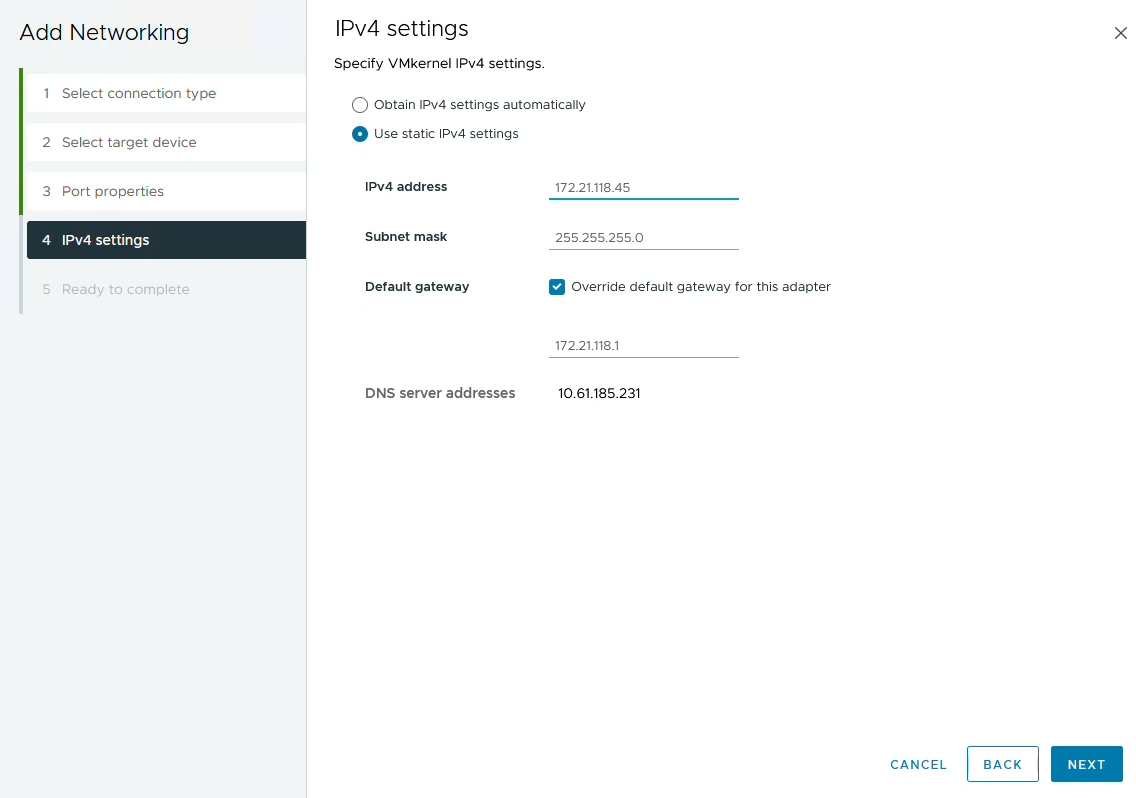 Add Networking
1 Select connection type
2 Select target device
3 Port properties
4 IPv4 settings
5 Ready to complete
IPv4 settings
Specify VMkernel IPv4 settings.
Obtain IPv4 settings automatically
Use static IPv4 settings
IPv4 address 172.21.118.45
Subnet mask 255.255.255.0
Default gateway Override default gateway for this adapter
172.21.118.1
DNS server addresses 10.61.185.231
CANCEL BACK NEXT